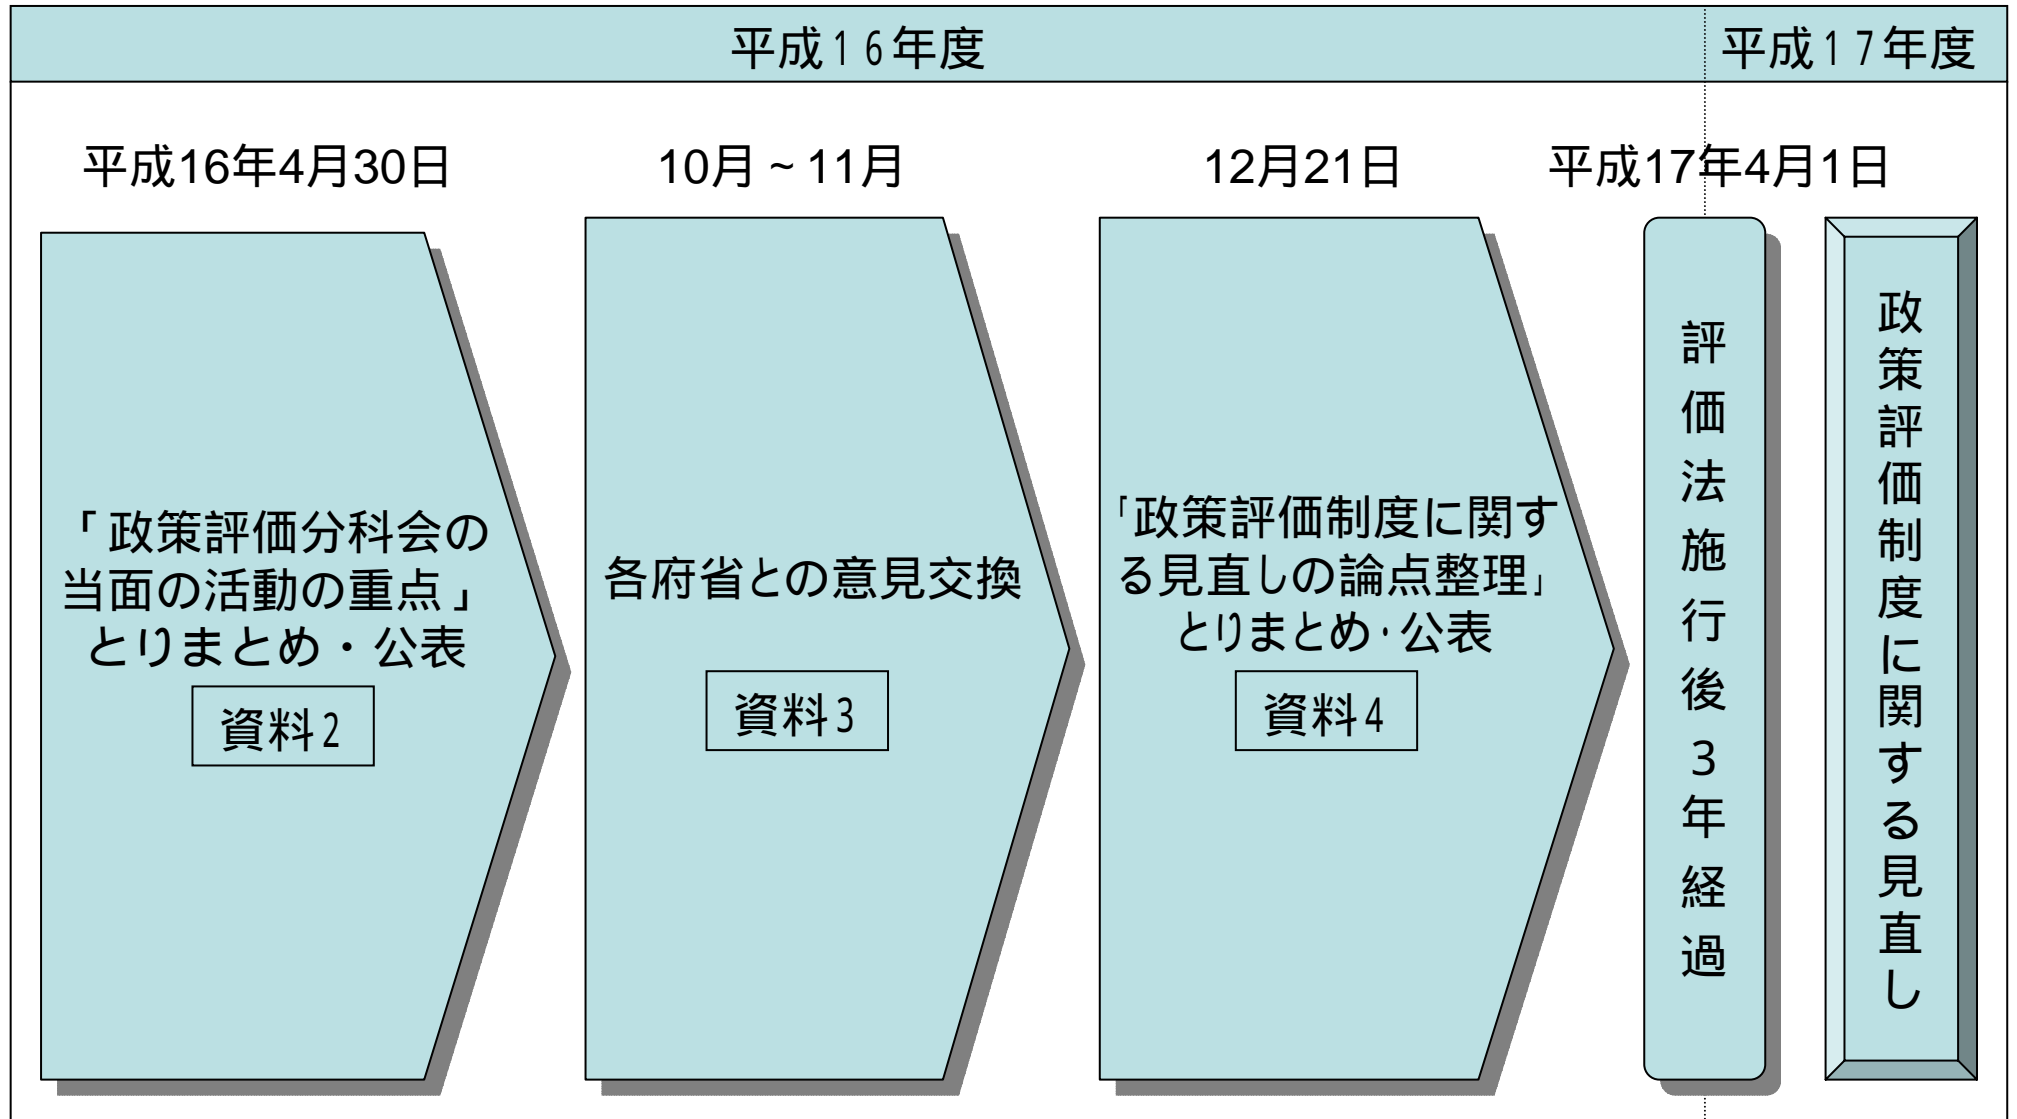 平成16年度
平成17年度
平成16年4月30日
10月~11月
12月21日
平成17年4月1日
「政策評価分科会の
当面の活動の重点」
とりまとめ・公表
資料2
各府省との意見交換
資料3
「政策評価制度に関す
る見直しの論点整理」
とりまとめ・公表
資料4
評価法施行後3年経過
政策評価制度に関する見直し